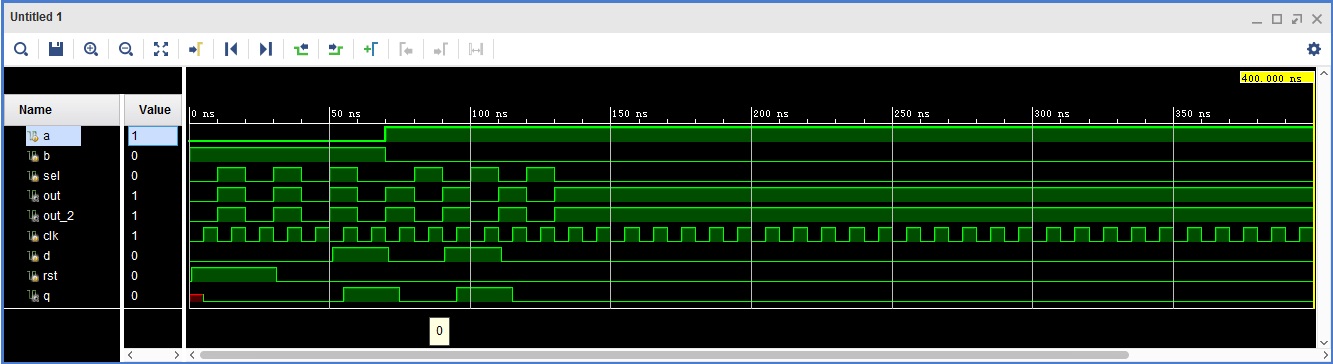 Untitled 1
400.000 ns
Name Value 0 ns 50 ns 100 ns 150 ns 200 ns 250 ns 300 ns 350 ns
a 1
b 0
sel 0
out 1
out_2 1
clk 1
d 0
rst 0
q 0
0